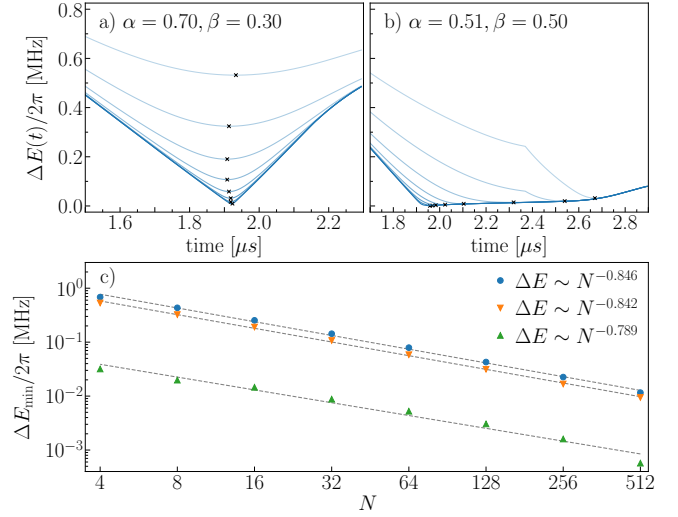 a) α = 0.70, β = 0.30
b) α = 0.51, β = 0.50
ΔE(t)/2π [MHz]
0.8
0.6
0.4
0.2
0.0
1.6 1.8 2.0 2.2
1.8 2.0 2.2 2.4 2.6 2.8
time [μs]
time [μs]
c)
ΔE ∼ N^{-0.846}
ΔE ∼ N^{-0.842}
ΔE ∼ N^{-0.789}
ΔE_{min}/2π [MHz]
10^{0}
10^{-1}
10^{-2}
10^{-3}
4 8 16 32 64 128 256 512
N